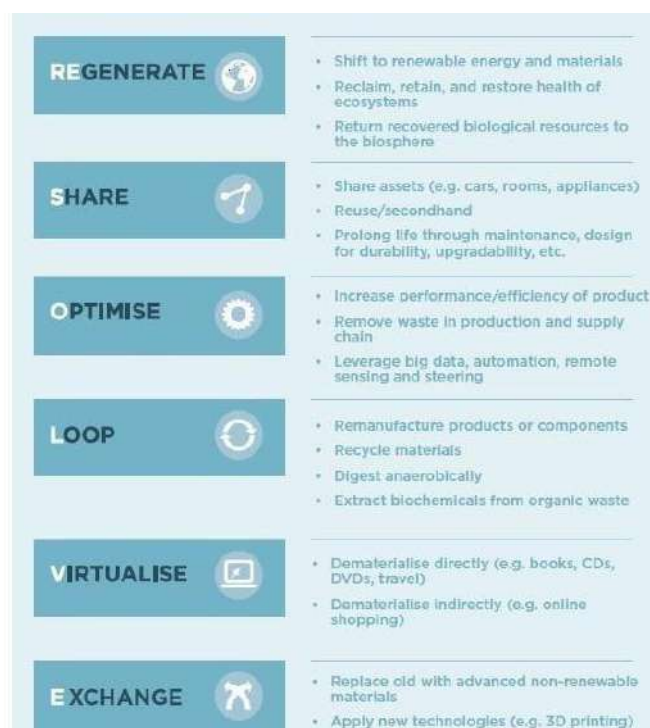 REGENERATE
• Shift to renewable energy and materials
• Reclaim, retain, and restore health of
ecosystems
• Return recovered biological resources to
the biosphere
SHARE
• Share assets (e.g. cars, rooms, appliances)
• Reuse/secondhand
• Prolong life through maintenance, design
for durability, upgradability, etc.
OPTIMISE
• Increase performance/efficiency of product
• Remove waste in production and supply
chain
• Leverage big data, automation, remote
sensing and steering
LOOP
• Remanufacture products or components
• Recycle materials
• Digest anaerobically
• Extract biochemicals from organic waste
VIRTUALISE
• Dematerialise directly (e.g. books, CDs,
DVDs, travel)
• Dematerialise indirectly (e.g. online
shopping)
EXCHANGE
• Replace old with advanced non-renewable
materials
• Apply new technologies (e.g. 3D printing)